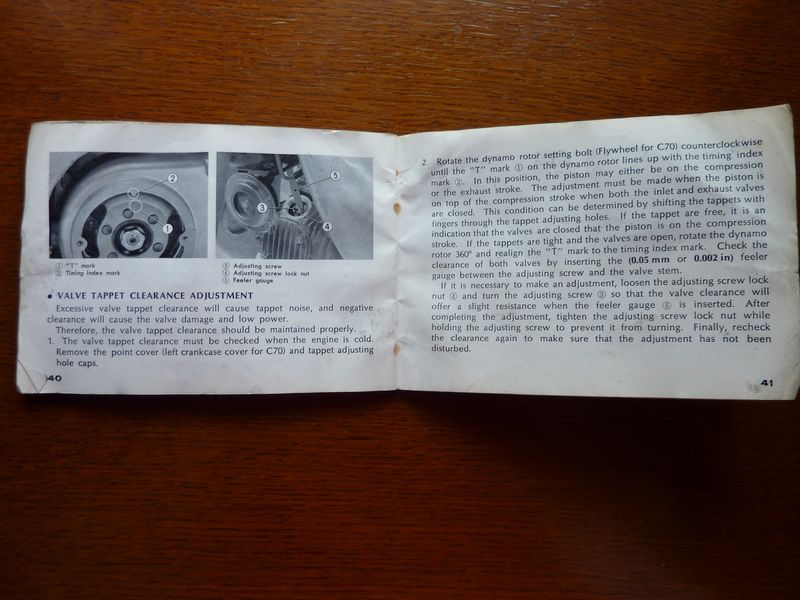 ②
①
⑤
③
④
① "T" mark
② Timing index mark
③ Adjusting screw
④ Adjusting screw lock nut
⑤ Feeler gauge
• VALVE TAPPET CLEARANCE ADJUSTMENT
Excessive valve tappet clearance will cause tappet noise, and negative
clearance will cause the valve damage and low power.
Therefore, the valve tappet clearance should be maintained properly.
1. The valve tappet clearance must be checked when the engine is cold.
Remove the point cover (left crankcase cover for C70) and tappet adjusting
hole caps.
40
2. Rotate the dynamo rotor setting bolt (Flywheel for C70) counterclockwise
until the "T" mark ① on the dynamo rotor lines up with the timing index
mark ②. In this position, the piston may either be on the compression
or the exhaust stroke. The adjustment must be made when the piston is
on top of the compression stroke when both the inlet and exhaust valves
are closed. This condition can be determined by shifting the tappets with
fingers through the tappet adjusting holes. If the tappet are free, it is an
indication that the valves are closed that the piston is on the compression
stroke. If the tappets are tight and the valves are open, rotate the dynamo
rotor 360° and realign the "T" mark to the timing index mark. Check the
clearance of both valves by inserting the (0.05 mm or 0.002 in) feeler
gauge between the adjusting screw and the valve stem.
If it is necessary to make an adjustment, loosen the adjusting screw lock
nut ④ and turn the adjusting screw ③ so that the valve clearance will
offer a slight resistance when the feeler gauge ⑤ is inserted. After
completing the adjustment, tighten the adjusting screw lock nut while
holding the adjusting screw to prevent it from turning. Finally, recheck
the clearance again to make sure that the adjustment has not been
disturbed.
41